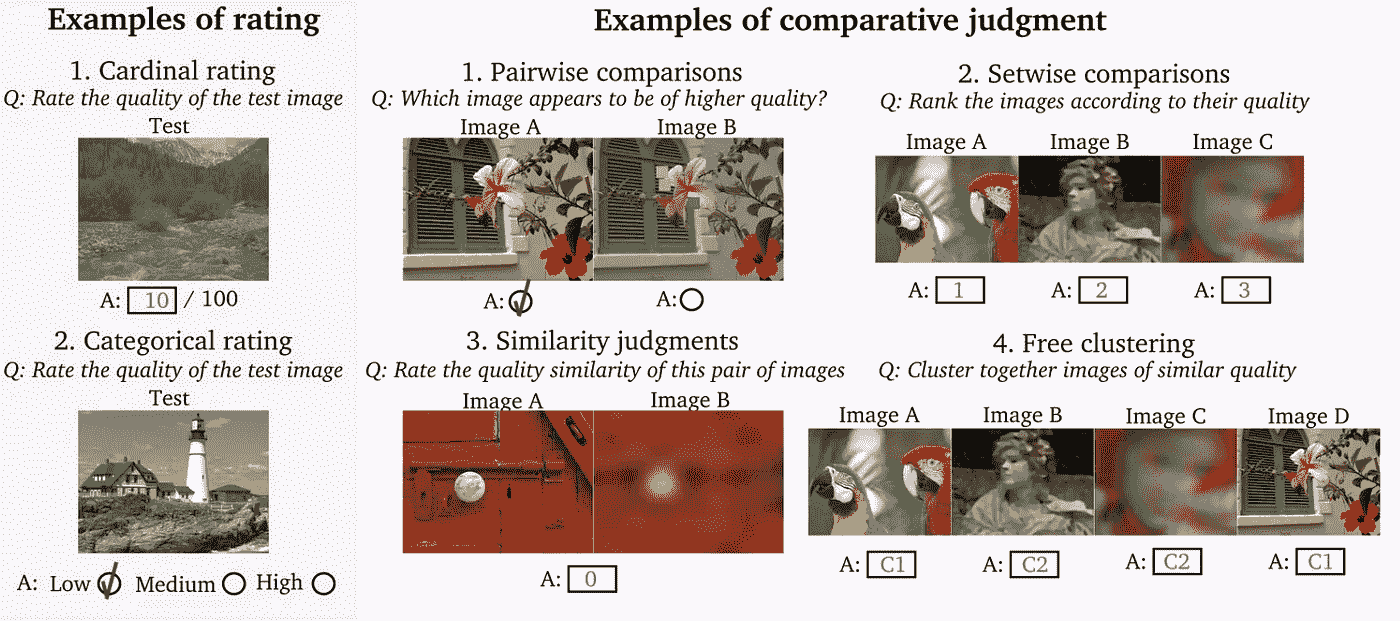 Examples of rating
1. Cardinal rating
Q: Rate the quality of the test image
Test
A: 10 / 100
2. Categorical rating
Q: Rate the quality of the test image
Test
A: Low Medium High
Examples of comparative judgment
1. Pairwise comparisons
Q: Which image appears to be of higher quality?
Image A Image B
A: A:
2. Setwise comparisons
Q: Rank the images according to their quality
Image A Image B Image C
A: 1 A: 2 A: 3
3. Similarity judgments
Q: Rate the quality similarity of this pair of images
Image A Image B
A: 0
4. Free clustering
Q: Cluster together images of similar quality
Image A Image B Image C Image D
A: C1 A: C2 A: C2 A: C1